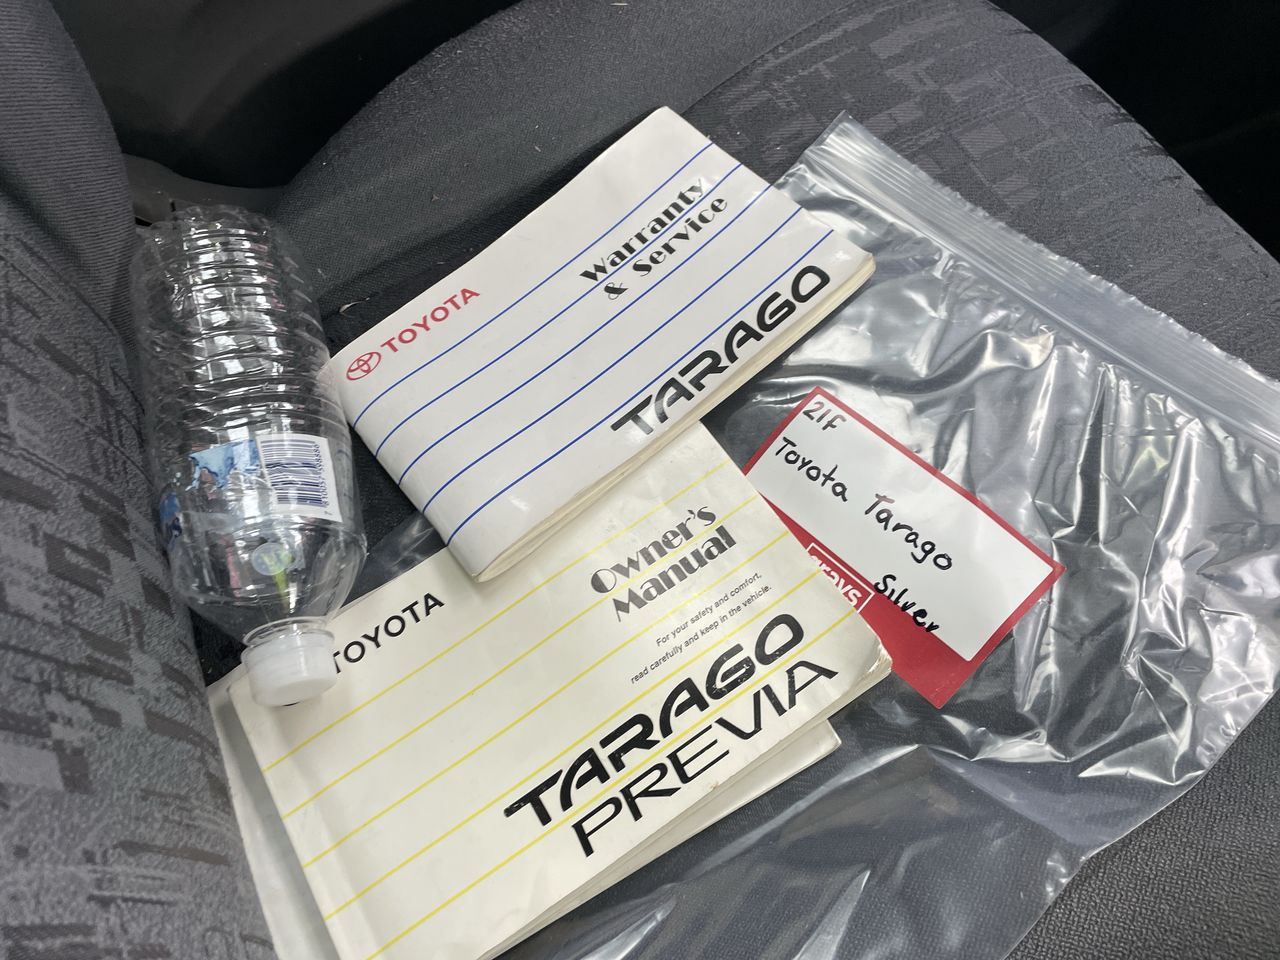 TOYOTA
Warranty
& Service
TARAGO
TOYOTA
Owner's
Manual
For your safety and comfort,
read carefully and keep in the vehicle.
TARAGO
PREVIA
21F
Toyota Tarago
Silver
grays